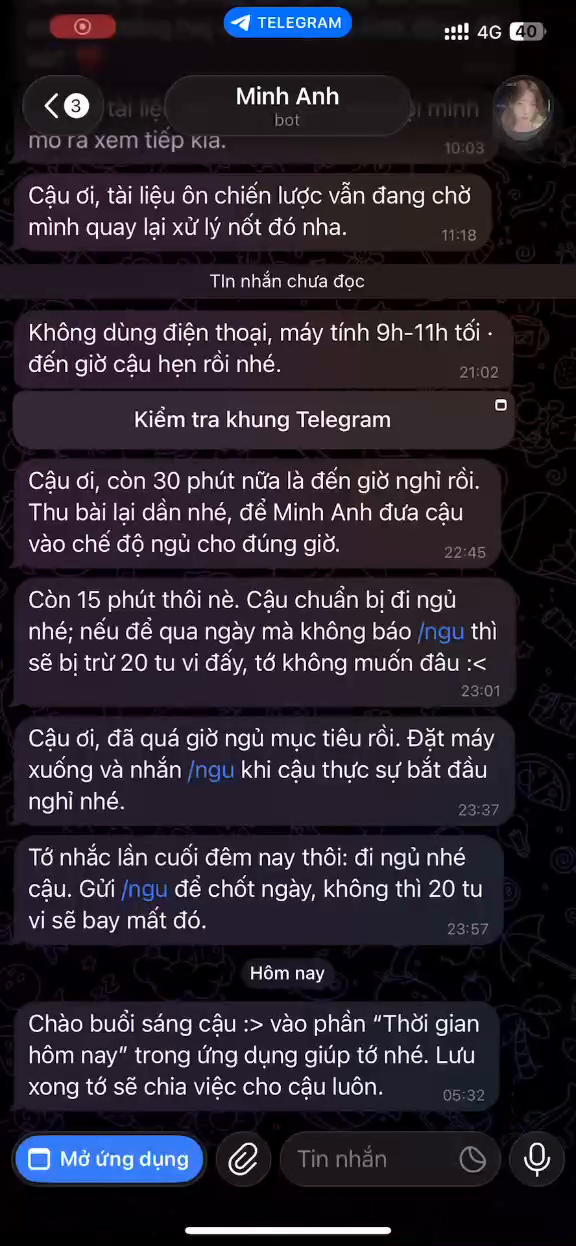 TELEGRAM
4G 40
3
Minh Anh
bot
tài liệ
mình
mở ra xem tiếp kìa.
10:03
Cậu ơi, tài liệu ôn chiến lược vẫn đang chờ
mình quay lại xử lý nốt đó nha.
11:18
TIn nhắn chưa đọc
Không dùng điện thoại, máy tính 9h-11h tối ·
đến giờ cậu hẹn rồi nhé.
21:02
Kiểm tra khung Telegram
Cậu ơi, còn 30 phút nữa là đến giờ nghỉ rồi.
Thu bài lại dần nhé, để Minh Anh đưa cậu
vào chế độ ngủ cho đúng giờ.
22:45
Còn 15 phút thôi nè. Cậu chuẩn bị đi ngủ
nhé; nếu để qua ngày mà không báo /ngu thì
sẽ bị trừ 20 tu vi đấy, tớ không muốn đâu :<
23:01
Cậu ơi, đã quá giờ ngủ mục tiêu rồi. Đặt máy
xuống và nhắn /ngu khi cậu thực sự bắt đầu
nghỉ nhé.
23:37
Tớ nhắc lần cuối đêm nay thôi: đi ngủ nhé
cậu. Gửi /ngu để chốt ngày, không thì 20 tu
vi sẽ bay mất đó.
23:57
Hôm nay
Chào buổi sáng cậu :> vào phần “Thời gian
hôm nay” trong ứng dụng giúp tớ nhé. Lưu
xong tớ sẽ chia việc cho cậu luôn.
05:32
Mở ứng dụng
Tin nhắn